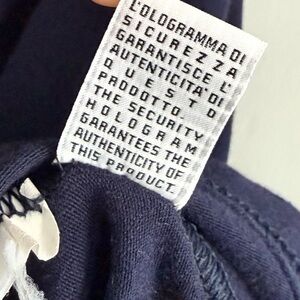 L'OLOGRAMMA DI
SICUREZZA
GARANTISCE L'
AUTENTICITA' DI
QUESTO
PRODOTTO.
THE SECURITY
HOLOGRAM
GARANTEES THE
AUTHENTICITY OF
THIS PRODUCT.